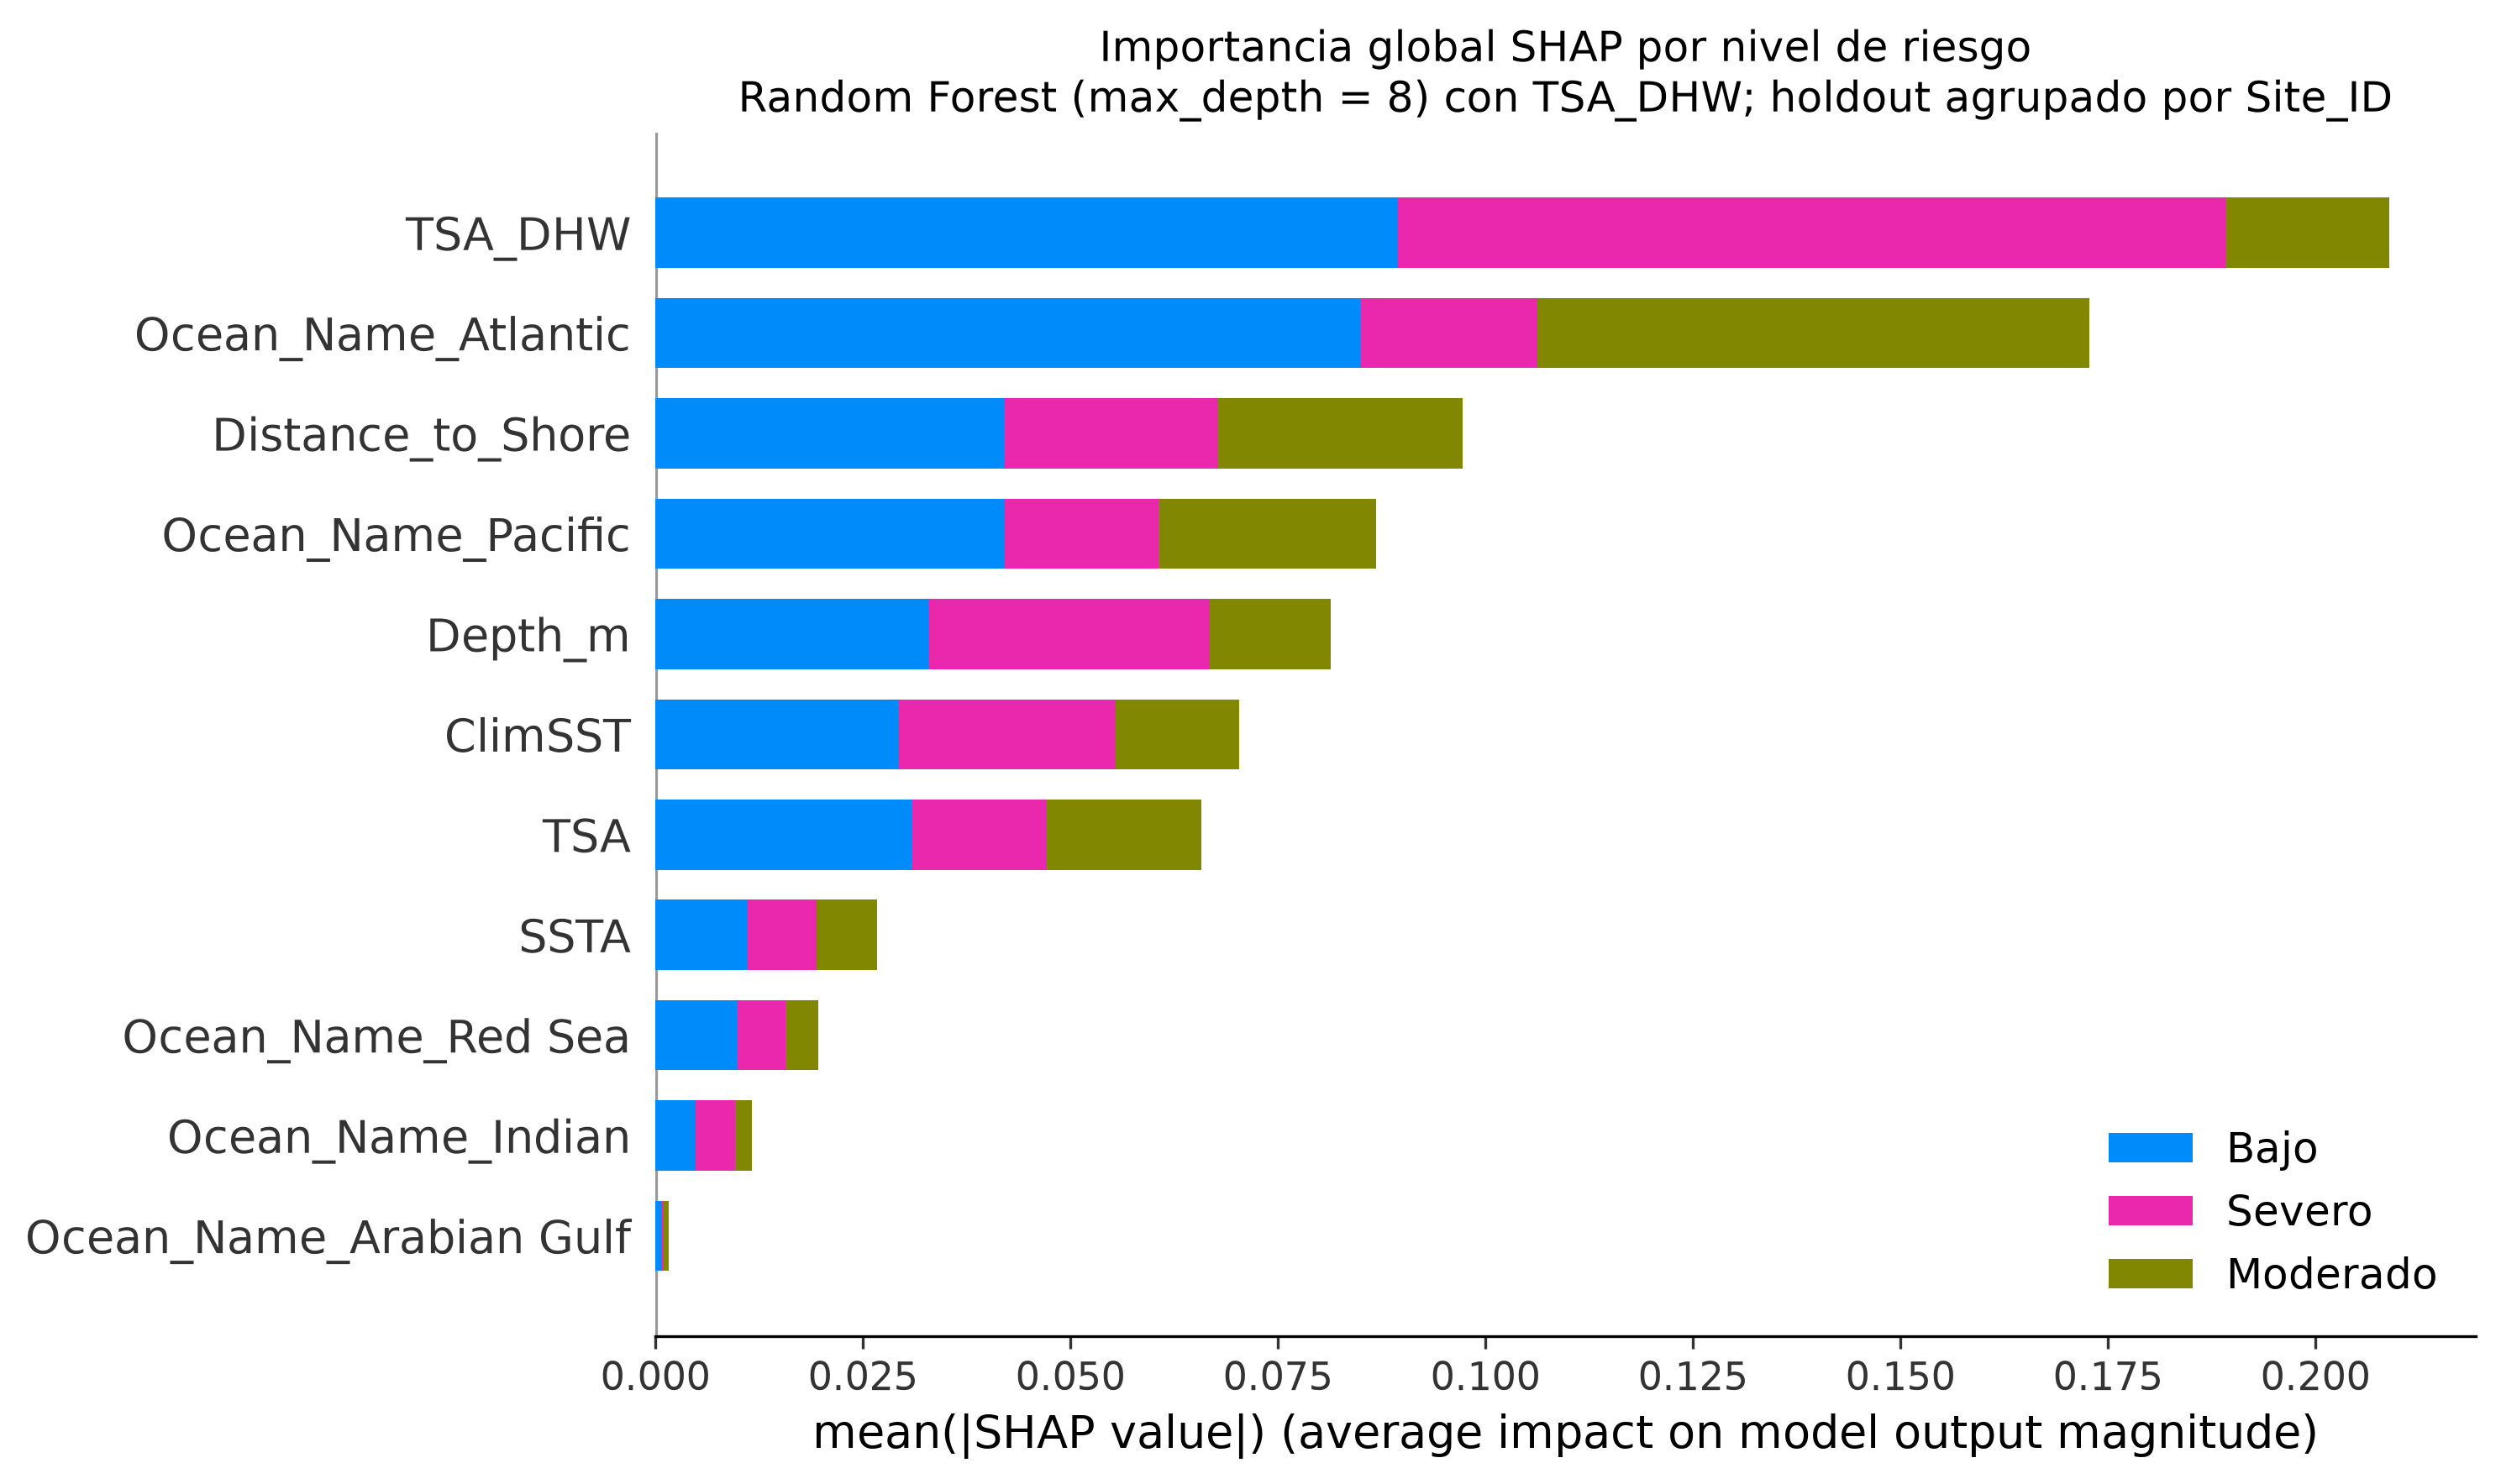 Importancia global SHAP por nivel de riesgo
Random Forest (max_depth = 8) con TSA_DHW; holdout agrupado por Site_ID
TSA_DHW
Ocean_Name_Atlantic
Distance_to_Shore
Ocean_Name_Pacific
Depth_m
ClimSST
TSA
SSTA
Ocean_Name_Red Sea
Ocean_Name_Indian
Ocean_Name_Arabian Gulf
Bajo
Severo
Moderado
0.000 0.025 0.050 0.075 0.100 0.125 0.150 0.175 0.200
mean(|SHAP value|) (average impact on model output magnitude)